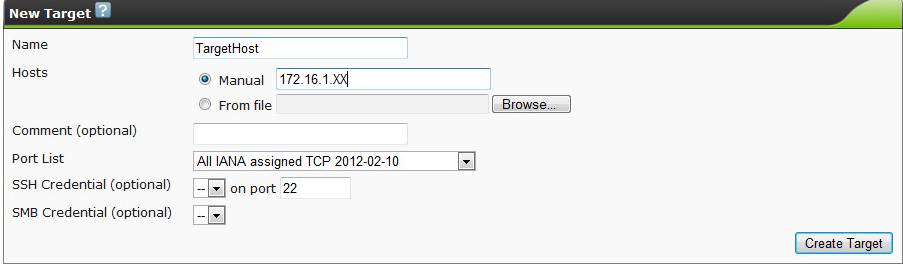 New Target ?
Name TargetHost
Hosts Manual 172.16.1.XX
From file Browse...
Comment (optional)
Port List All IANA assigned TCP 2012-02-10
SSH Credential (optional) -- on port 22
SMB Credential (optional) --
Create Target